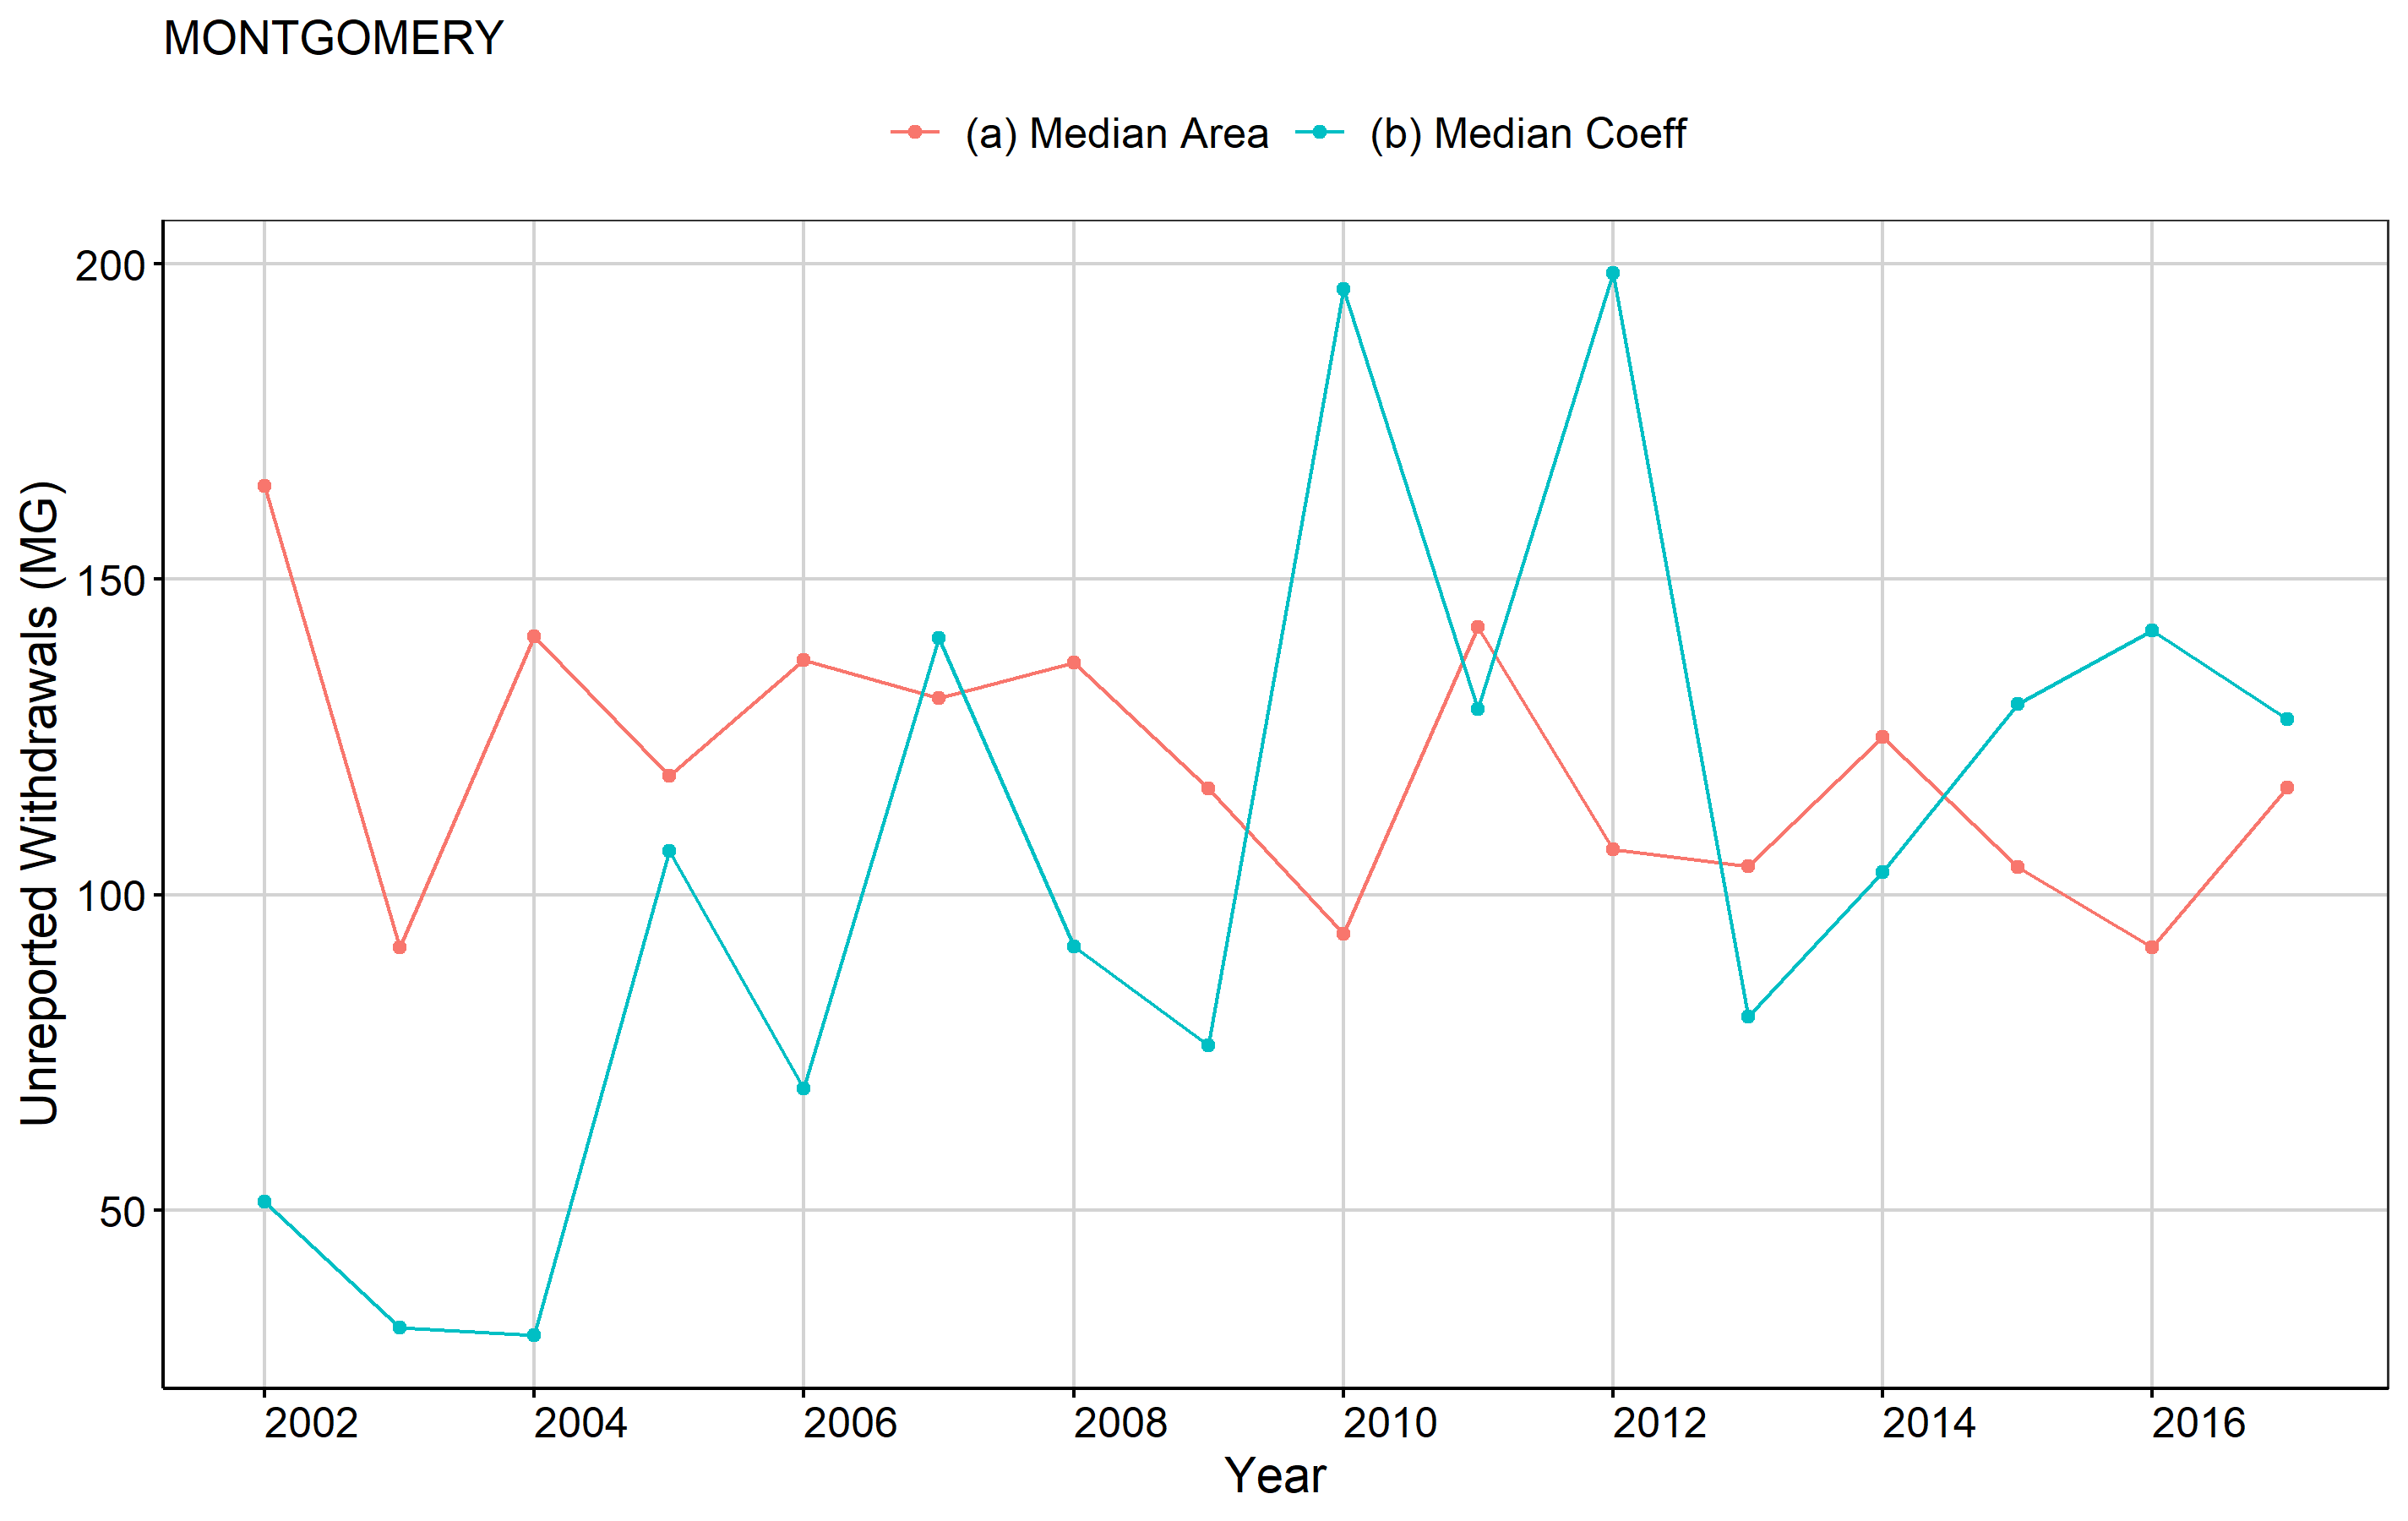 MONTGOMERY
(a) Median Area (b) Median Coeff
Unreported Withdrawals (MG)
200
150
100
50
2002 2004 2006 2008 2010 2012 2014 2016
Year